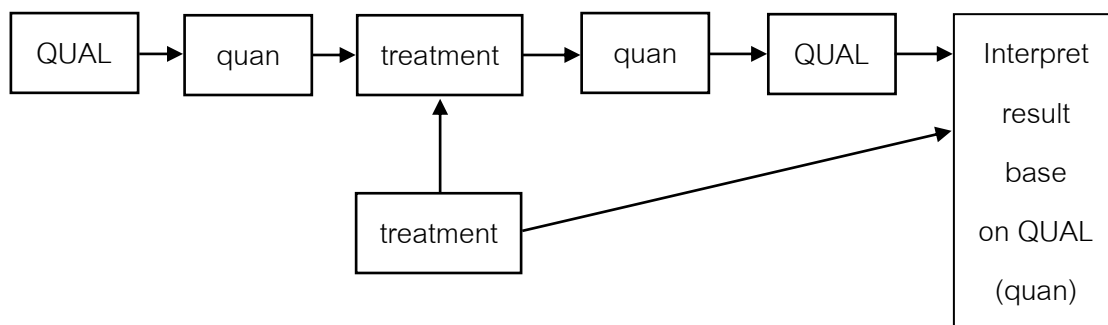 QUAL
quan
treatment
quan
QUAL
Interpret
result
base
on QUAL
(quan)
treatment